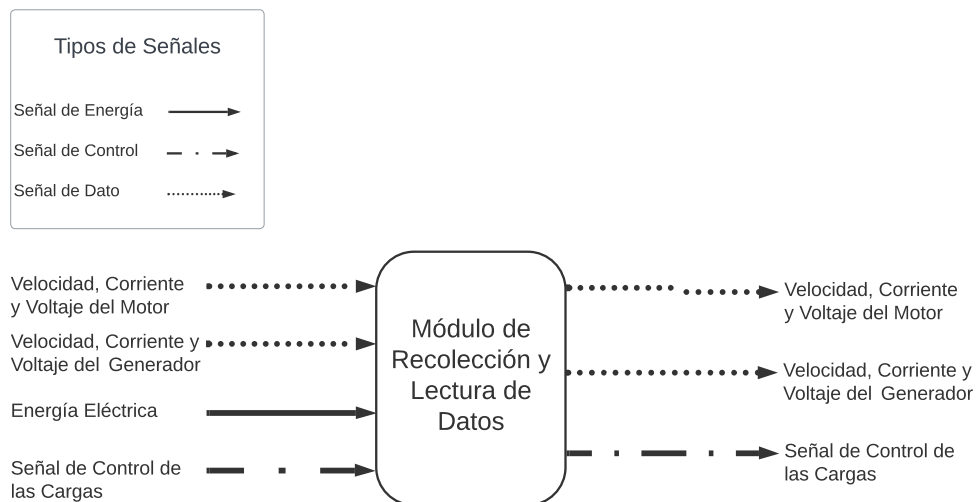 Tipos de Señales
Señal de Energía
Señal de Control
Señal de Dato
Velocidad, Corriente
y Voltaje del Motor
Velocidad, Corriente y
Voltaje del Generador
Energía Eléctrica
Señal de Control de
las Cargas
Módulo de
Recolección y
Lectura de
Datos
Velocidad, Corriente
y Voltaje del Motor
Velocidad, Corriente y
Voltaje del Generador
Señal de Control de
las Cargas